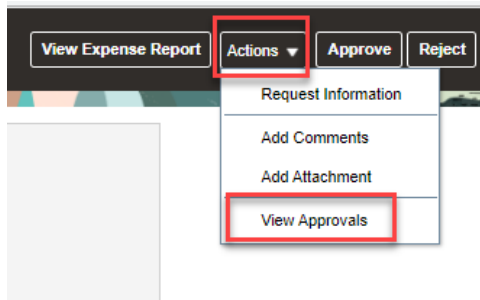 View Expense Report Actions ▼ Approve Reject
Request Information
Add Comments
Add Attachment
View Approvals